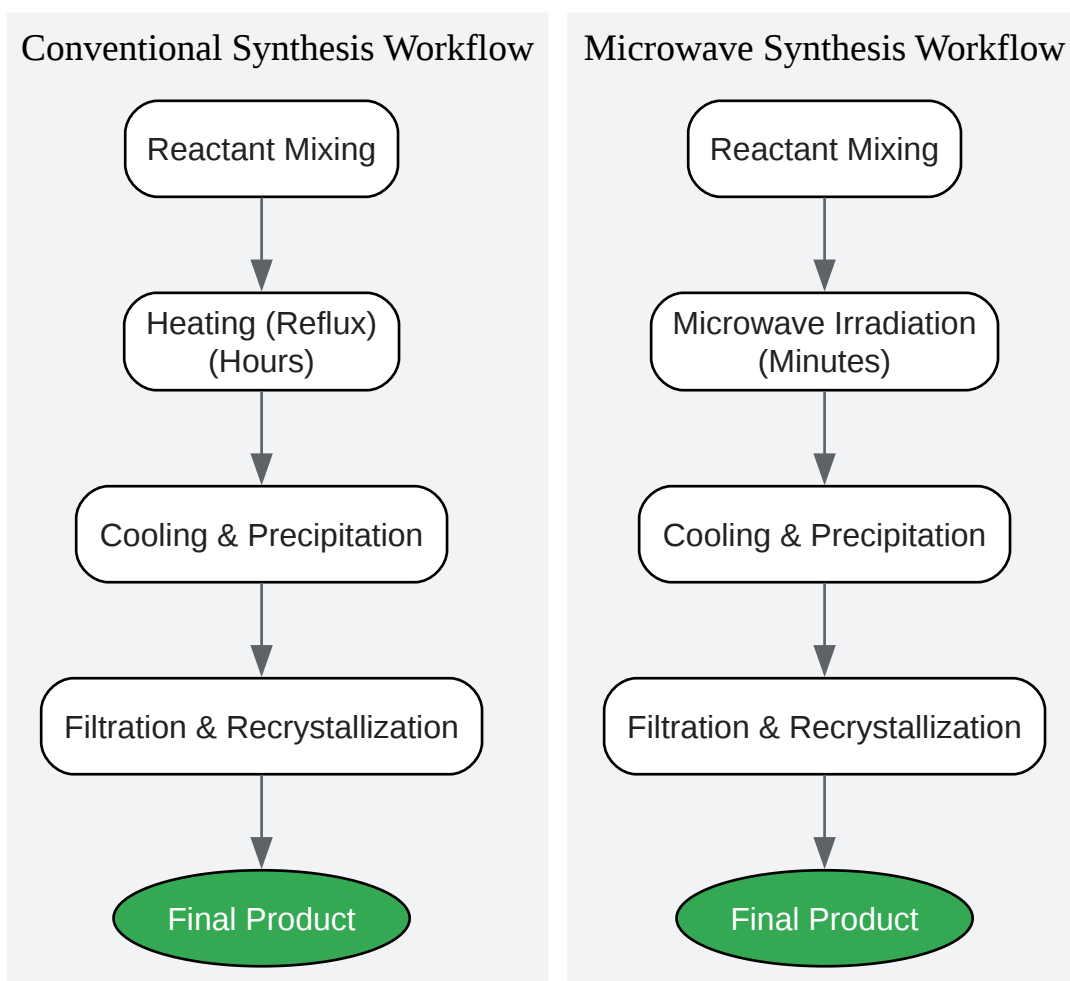 Conventional Synthesis Workflow
Reactant Mixing
Heating (Reflux)
(Hours)
Cooling & Precipitation
Filtration & Recrystallization
Final Product
Microwave Synthesis Workflow
Reactant Mixing
Microwave Irradiation
(Minutes)
Cooling & Precipitation
Filtration & Recrystallization
Final Product